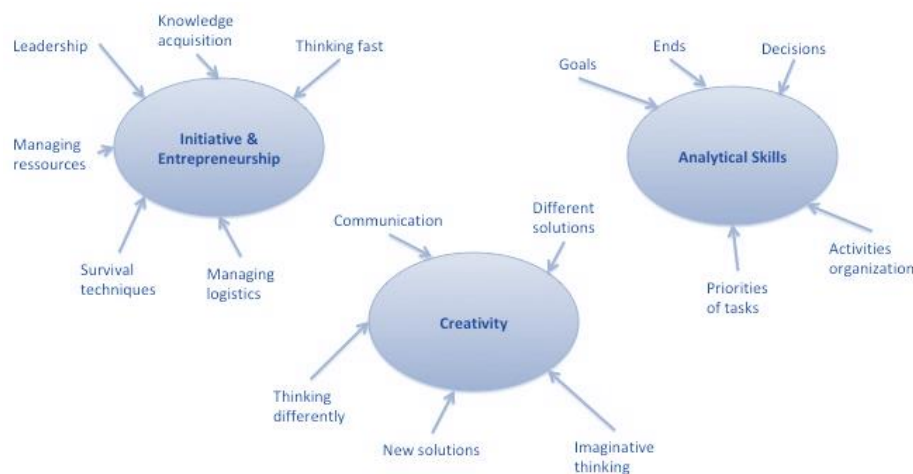 Knowledge
acquisition
Leadership
Thinking fast
Managing
ressources
Initiative &
Entrepreneurship
Survival
techniques
Managing
logistics
Ends
Decisions
Goals
Analytical Skills
Activities
organization
Priorities
of tasks
Communication
Different
solutions
Creativity
Thinking
differently
New solutions
Imaginative
thinking